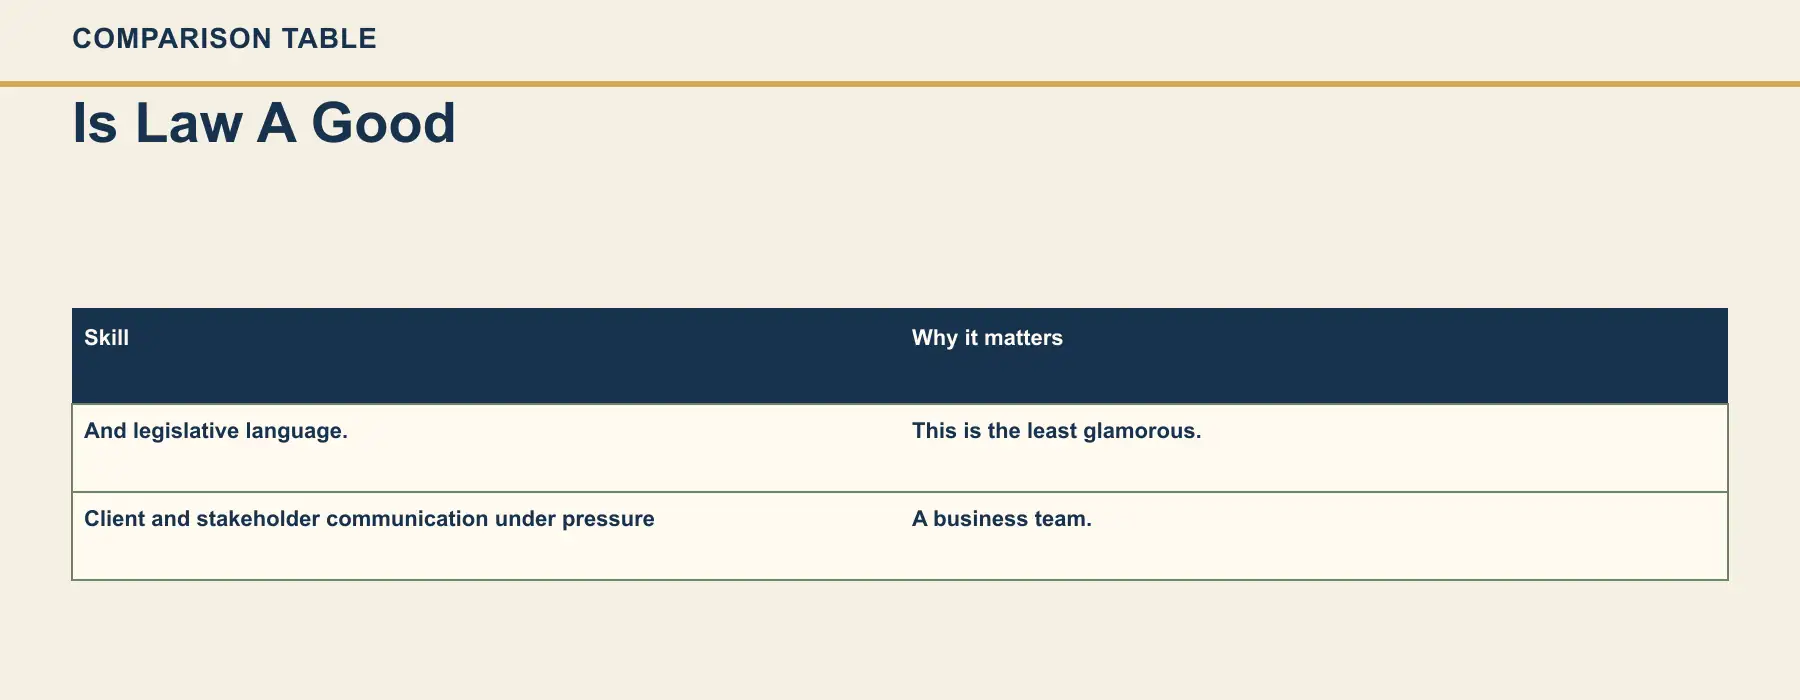 COMPARISON TABLE
Is Law A Good
Skill Why it matters
And legislative language. This is the least glamorous.
Client and stakeholder communication under pressure A business team.